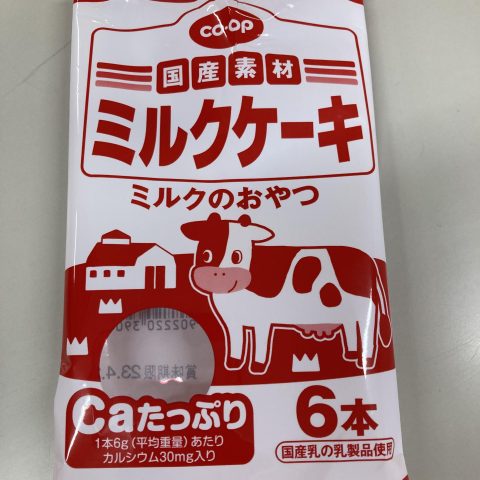 CO・OP
国産素材
ミルクケーキ
ミルクのおやつ
902220390
賞味期限 23.4.
Caたっぷり
1本6g（平均重量）あたり
カルシウム30mg入り
6本
国産乳の乳製品使用